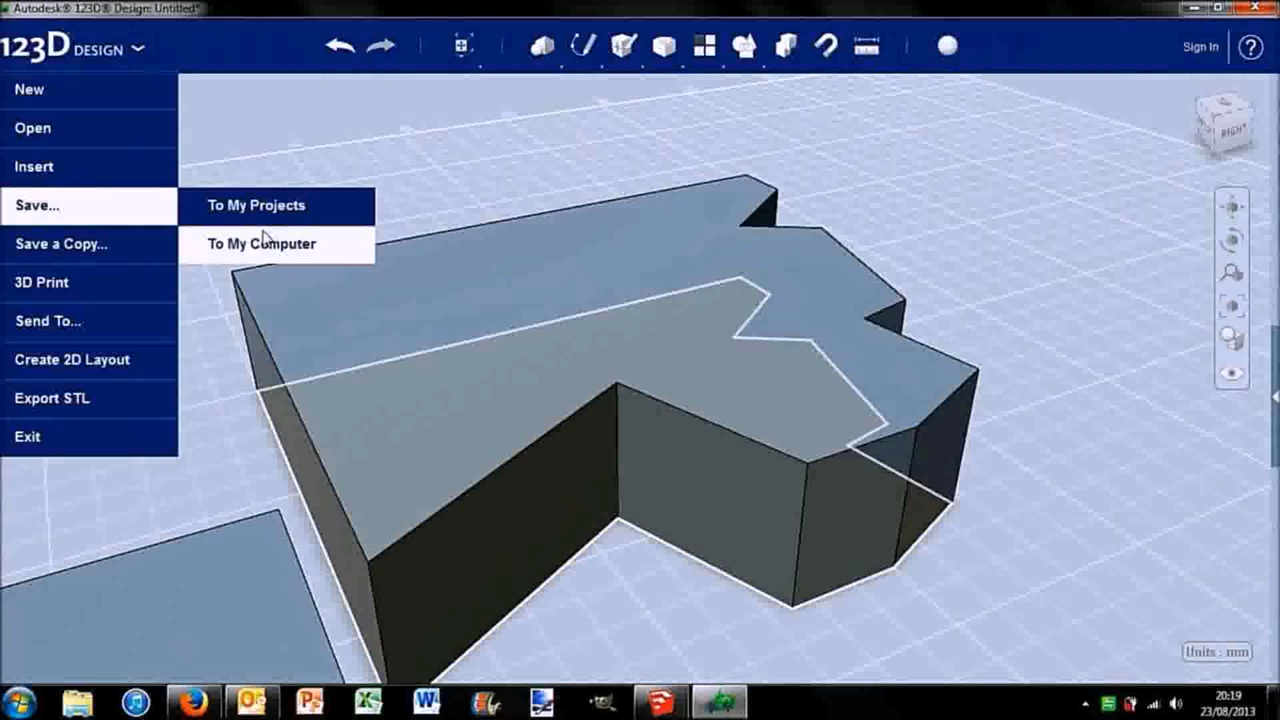 Autodesk® 123D® Design: Untitled*
123D DESIGN
Sign In
?
New
Open
Insert
Save...
To My Projects
Save a Copy...
To My Computer
3D Print
Send To...
Create 2D Layout
Export STL
Exit
RIGHT
Units : mm
20:19
23/08/2013